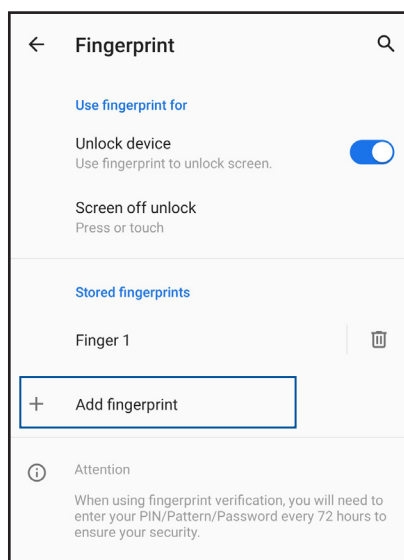 Fingerprint
Use fingerprint for
Unlock device
Use fingerprint to unlock screen.
Screen off unlock
Press or touch
Stored fingerprints
Finger 1
Add fingerprint
Attention
When using fingerprint verification, you will need to
enter your PIN/Pattern/Password every 72 hours to
ensure your security.